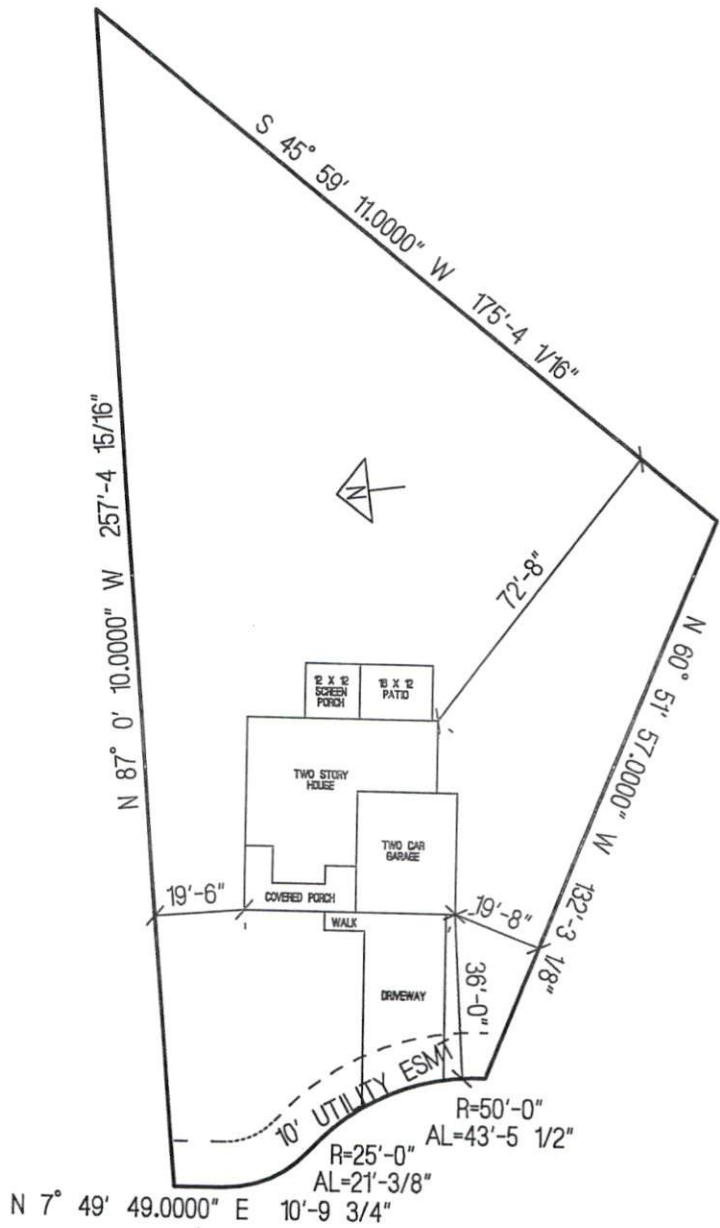 S 45° 59' 11.0000" W 175'-4 1/16"
N 87° 0' 10.0000" W 257'-4 15/16"
N
72'-8"
N 60° 51' 57.0000" W 132'-3 1/8"
12 X 12
SCREEN
PORCH
16 X 12
PATIO
TWO STORY
HOUSE
TWO CAR
GARAGE
19'-6"
COVERED PORCH
19'-8"
WALK
36'-0"
DRIVEWAY
10' UTILITY ESMT
R=50'-0"
AL=43'-5 1/2"
R=25'-0"
AL=21'-3/8"
N 7° 49' 49.0000" E 10'-9 3/4"